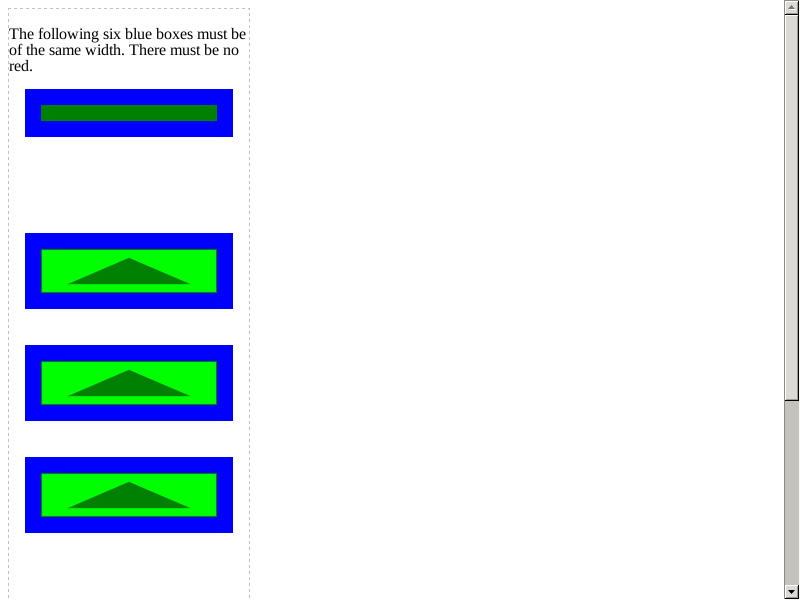 The following six blue boxes must be
of the same width. There must be no
red.